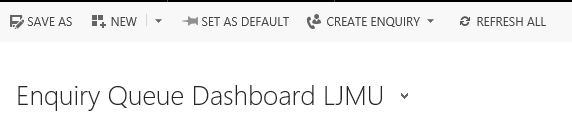 SAVE AS NEW SET AS DEFAULT CREATE ENQUIRY REFRESH ALL
Enquiry Queue Dashboard LJMU